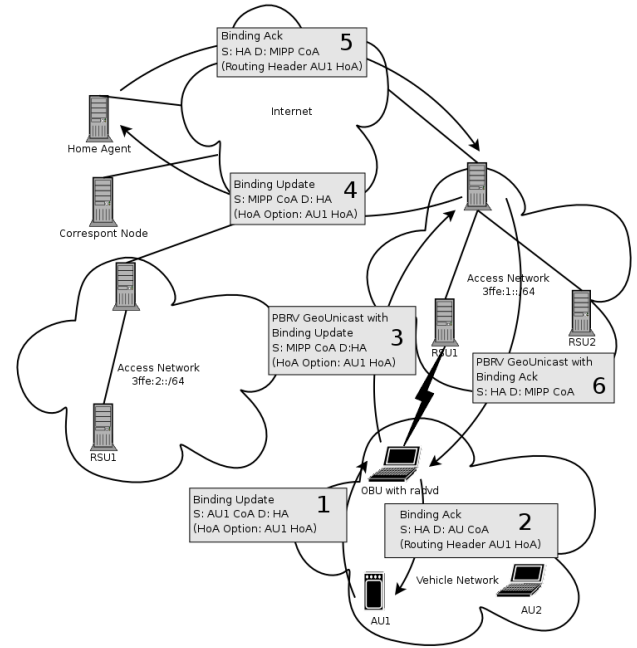 Binding Ack
S: HA D: MIPP CoA
(Routing Header AU1 HoA)
5
Internet
Home Agent
Binding Update
S: MIPP CoA D: HA
(HoA Option: AU1 HoA)
4
Correspont Node
Access Network
3ffe:1::/64
RSU1
RSU2
PBRV GeoUnicast with
Binding Update
S: MIPP CoA D:HA
(HoA Option: AU1 HoA)
3
PBRV GeoUnicast with
Binding Ack
S: HA D: MIPP CoA
6
Access Network
3ffe:2::/64
RSU1
OBU with radvd
Binding Update
S: AU1 CoA D: HA
(HoA Option: AU1 HoA)
1
Binding Ack
S: HA D: AU CoA
(Routing Header AU1 HoA)
2
Vehicle Network
AU1
AU2